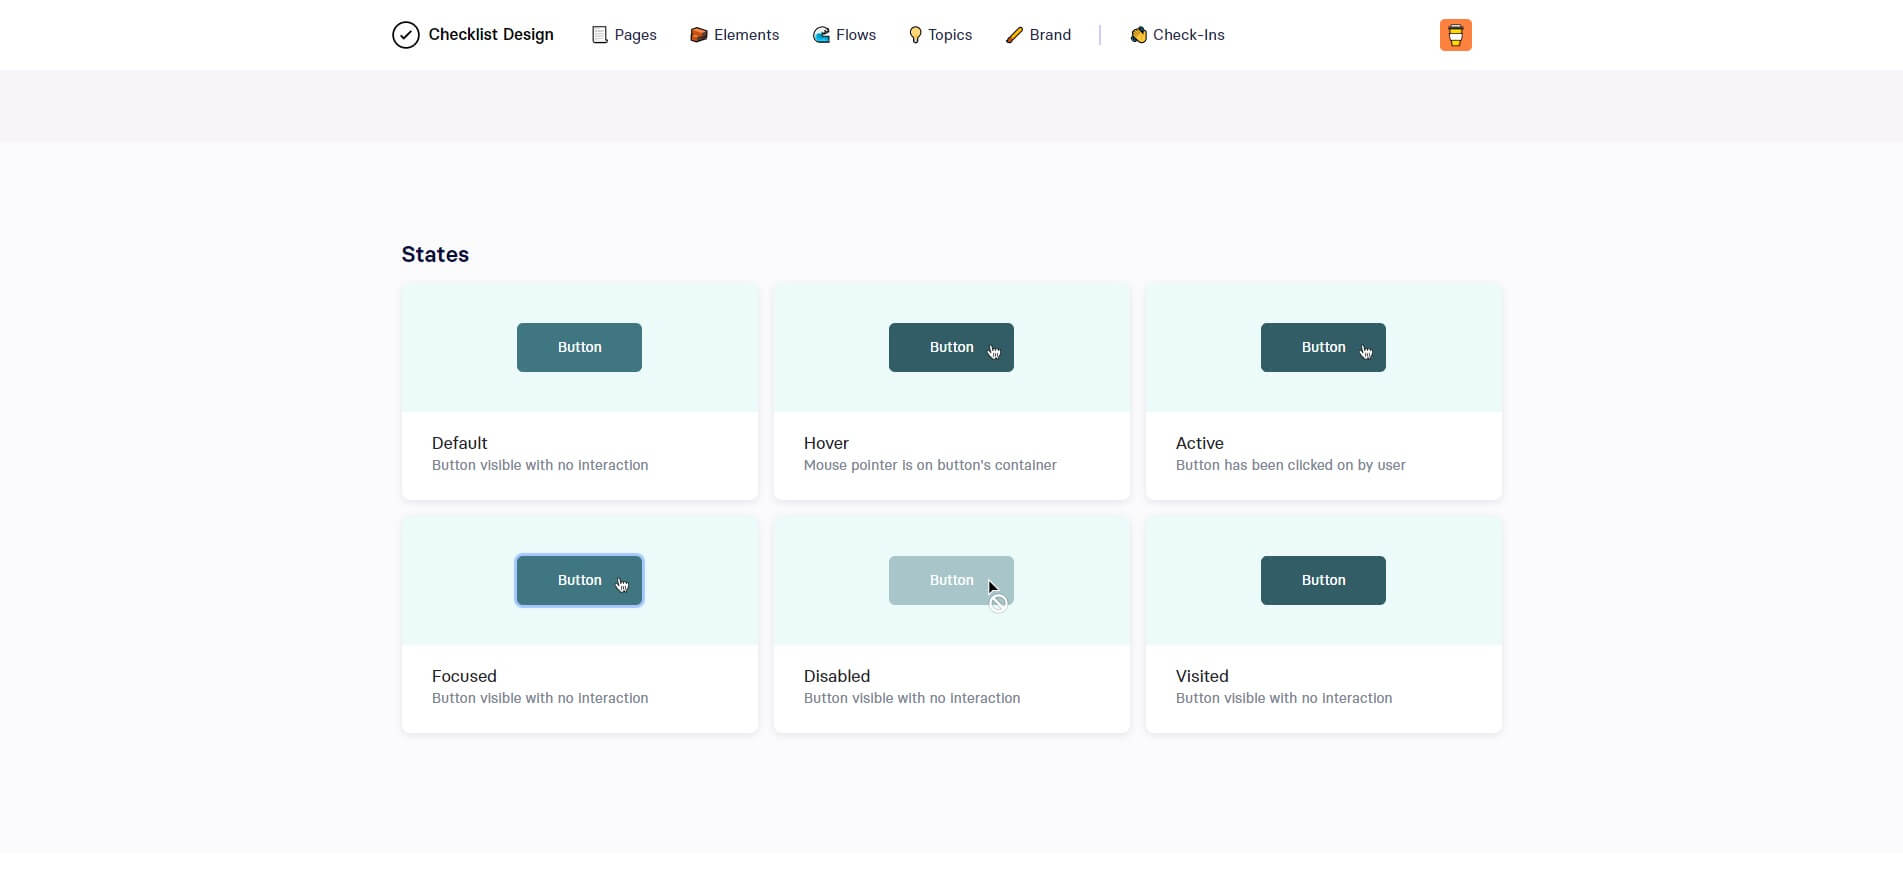 Checklist Design
Pages
Elements
Flows
Topics
Brand
Check-Ins
States
Button
Button
Button
Default
Button visible with no interaction
Hover
Mouse pointer is on button's container
Active
Button has been clicked on by user
Button
Button
Button
Focused
Button visible with no interaction
Disabled
Button visible with no interaction
Visited
Button visible with no interaction